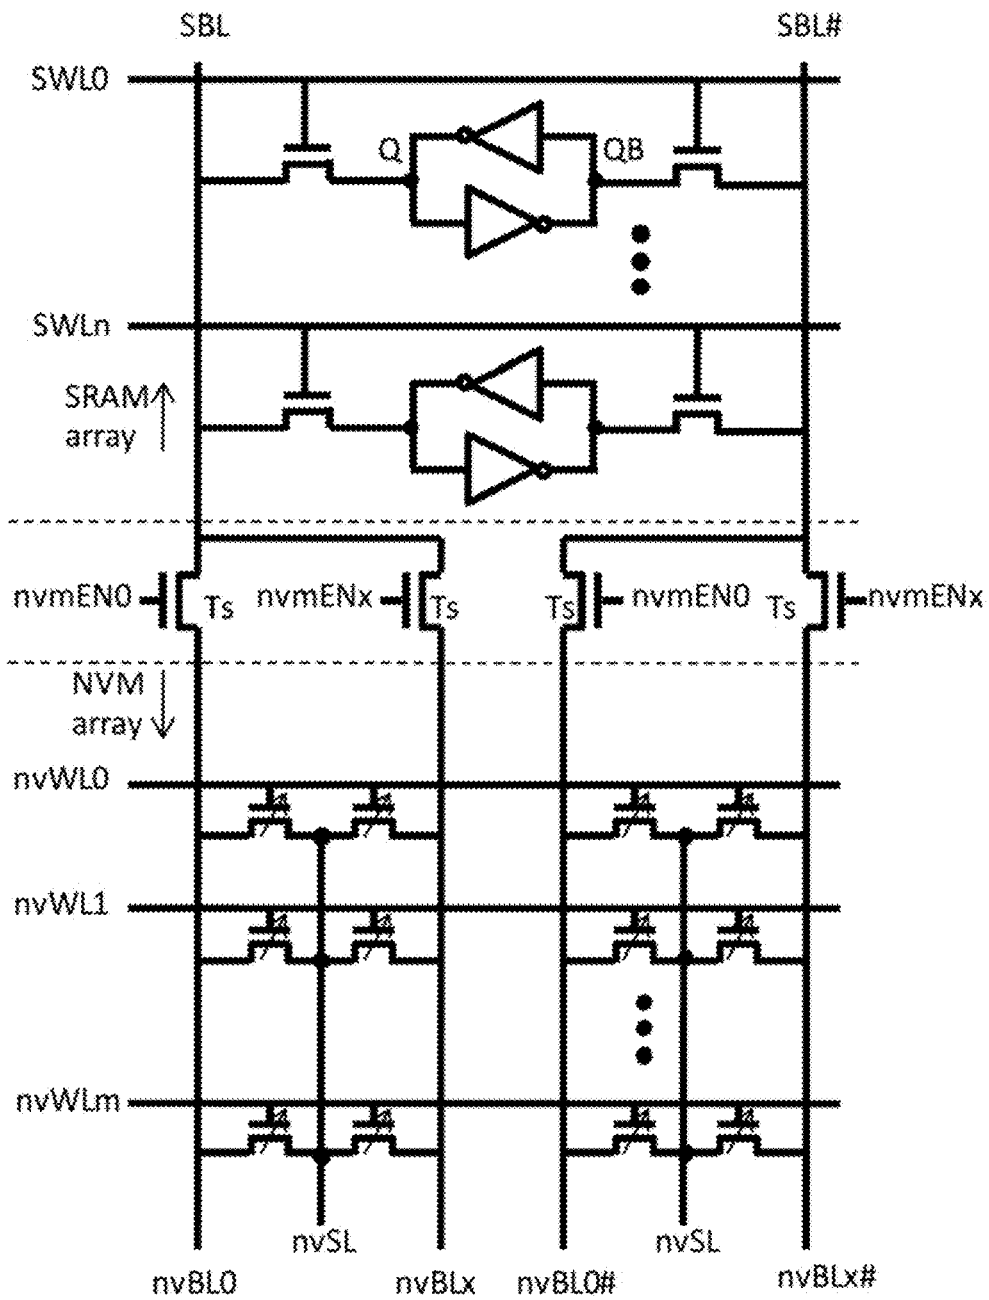 SBL SBL#
SWL0
Q QB
SWLn
SRAM
array
nvmEN0 Ts nvmENx Ts Ts nvmEN0 Ts nvmENx
NVM
array
nvWL0
nvWL1
nvWLm
nvSL nvSL
nvBL0 nvBLx nvBL0# nvBLx#